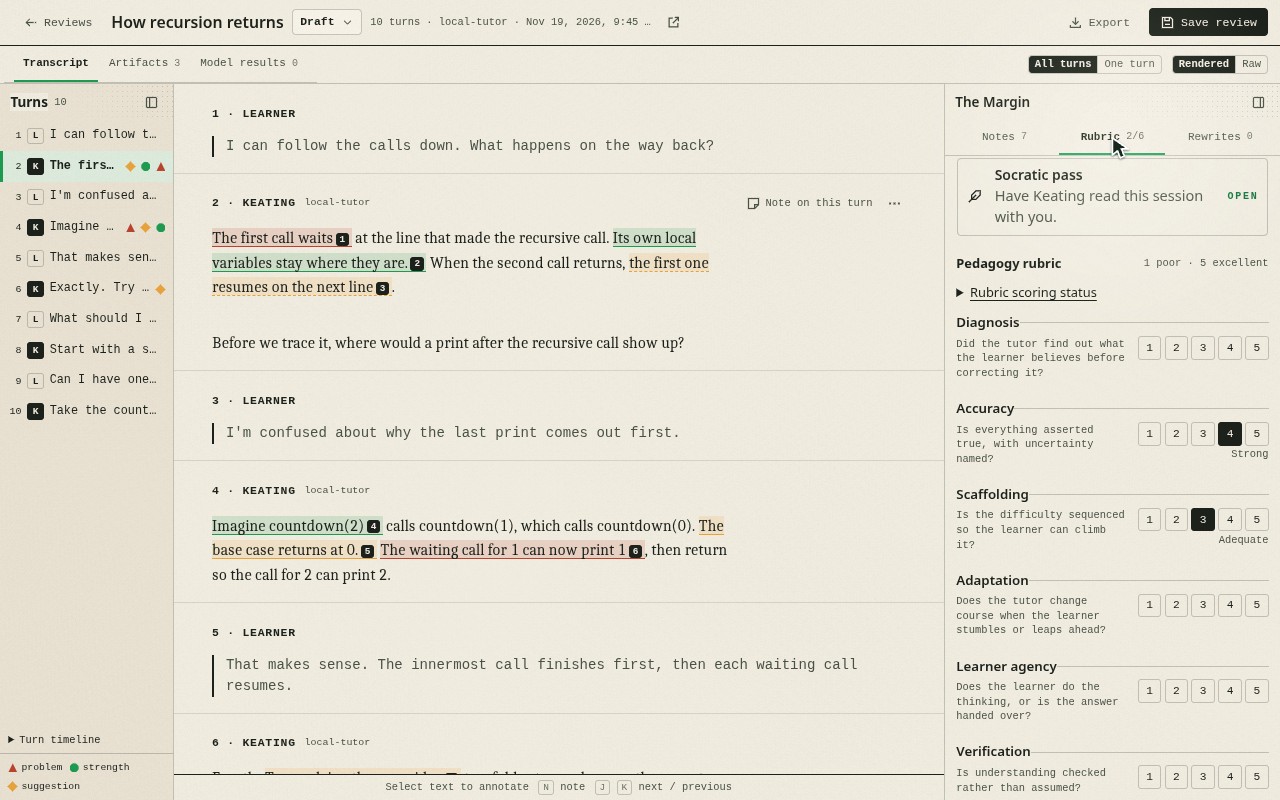 Reviews
How recursion returns
Draft
10 turns · local-tutor · Nov 19, 2026, 9:45 …
Export
Save review
Transcript
Artifacts 3
Model results 0
All turns
One turn
Rendered
Raw
Turns 10
1 L I can follow t…
2 K The firs…
3 L I'm confused a…
4 K Imagine …
5 L That makes sen…
6 K Exactly. Try …
7 L What should I …
8 K Start with a s…
9 L Can I have one…
10 K Take the count…
Turn timeline
problem
strength
suggestion
1 · LEARNER
I can follow the calls down. What happens on the way back?
2 · KEATING local-tutor
Note on this turn
The first call waits 1 at the line that made the recursive call. Its own local
variables stay where they are. 2 When the second call returns, the first one
resumes on the next line 3 .
Before we trace it, where would a print after the recursive call show up?
3 · LEARNER
I'm confused about why the last print comes out first.
4 · KEATING local-tutor
Imagine countdown(2) 4 calls countdown(1), which calls countdown(0). The
base case returns at 0. 5 The waiting call for 1 can now print 1 6 , then return
so the call for 2 can print 2.
5 · LEARNER
That makes sense. The innermost call finishes first, then each waiting call
resumes.
6 · KEATING local-tutor
Select text to annotate N note J K next / previous
The Margin
Notes 7
Rubric 2/6
Rewrites 0
Socratic pass
Have Keating read this session
with you.
OPEN
Pedagogy rubric
1 poor · 5 excellent
Rubric scoring status
Diagnosis
Did the tutor find out what
the learner believes before
correcting it?
1 2 3 4 5
Accuracy
Is everything asserted
true, with uncertainty
named?
1 2 3 4 5
Strong
Scaffolding
Is the difficulty sequenced
so the learner can climb
it?
1 2 3 4 5
Adequate
Adaptation
Does the tutor change
course when the learner
stumbles or leaps ahead?
1 2 3 4 5
Learner agency
Does the learner do the
thinking, or is the answer
handed over?
1 2 3 4 5
Verification
Is understanding checked
rather than assumed?
1 2 3 4 5